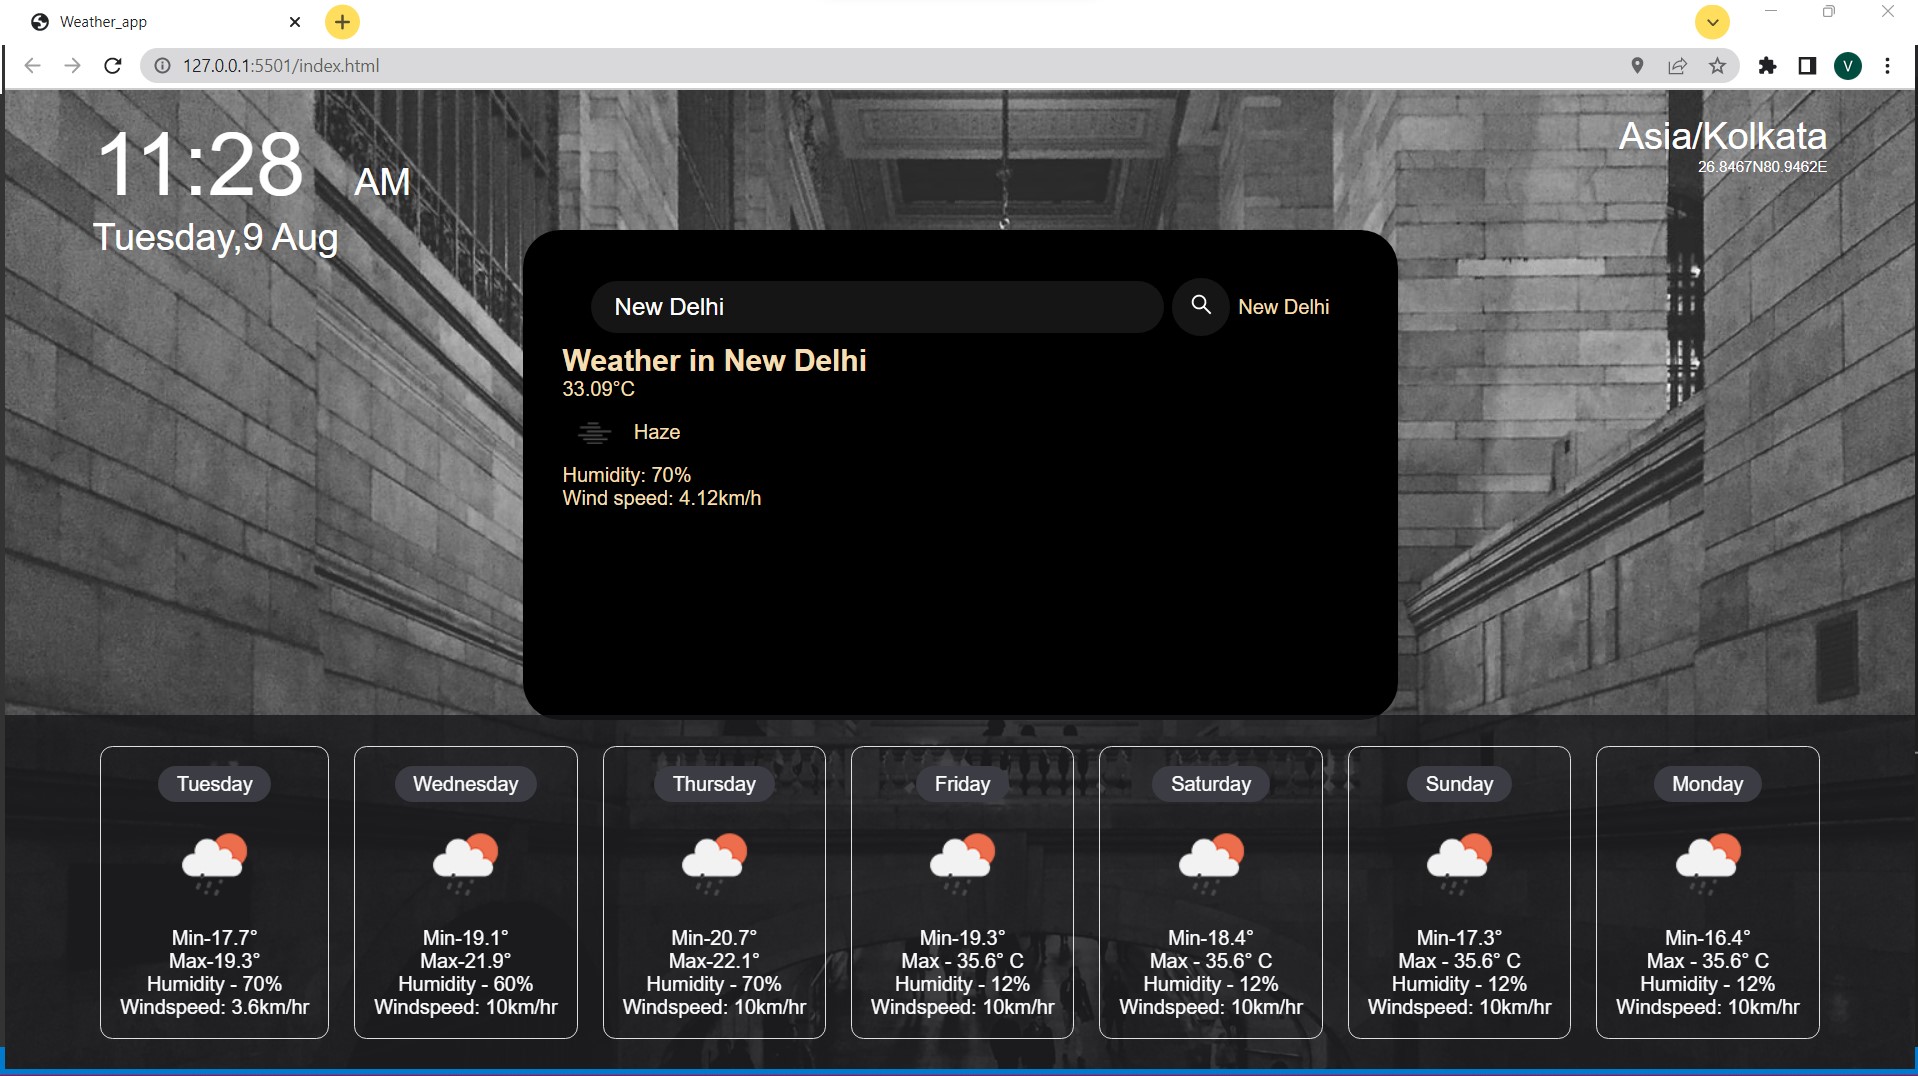 Weather_app
127.0.0.1:5501/index.html
V
11:28 AM
Tuesday,9 Aug
Asia/Kolkata
26.8467N80.9462E
New Delhi
New Delhi
Weather in New Delhi
33.09°C
Haze
Humidity: 70%
Wind speed: 4.12km/h
Tuesday
Min-17.7°
Max-19.3°
Humidity - 70%
Windspeed: 3.6km/hr
Wednesday
Min-19.1°
Max-21.9°
Humidity - 60%
Windspeed: 10km/hr
Thursday
Min-20.7°
Max-22.1°
Humidity - 70%
Windspeed: 10km/hr
Friday
Min-19.3°
Max - 35.6° C
Humidity - 12%
Windspeed: 10km/hr
Saturday
Min-18.4°
Max - 35.6° C
Humidity - 12%
Windspeed: 10km/hr
Sunday
Min-17.3°
Max - 35.6° C
Humidity - 12%
Windspeed: 10km/hr
Monday
Min-16.4°
Max - 35.6° C
Humidity - 12%
Windspeed: 10km/hr